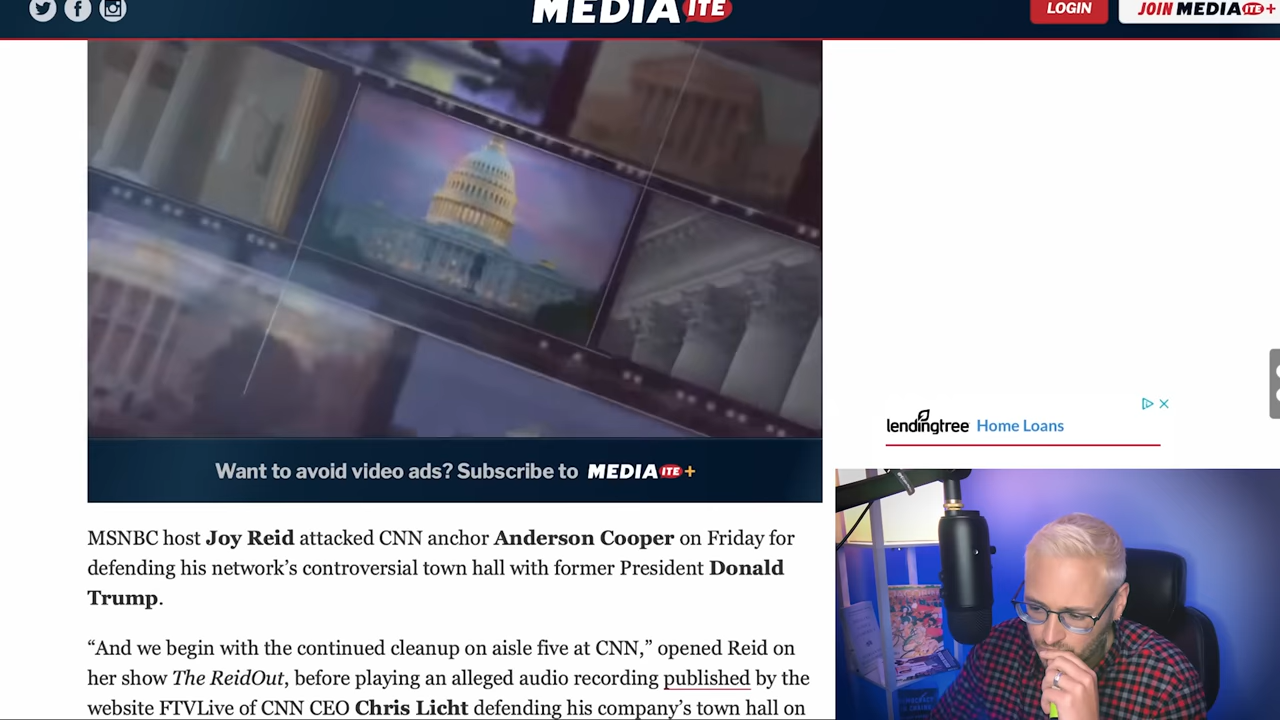 MEDIAITE
LOGIN
JOIN MEDIAITE+
lendingtree Home Loans
Want to avoid video ads? Subscribe to MEDIAITE+
MSNBC host Joy Reid attacked CNN anchor Anderson Cooper on Friday for
defending his network’s controversial town hall with former President Donald
Trump.
“And we begin with the continued cleanup on aisle five at CNN,” opened Reid on
her show The ReidOut, before playing an alleged audio recording published by the
website FTVLive of CNN CEO Chris Licht defending his company’s town hall on